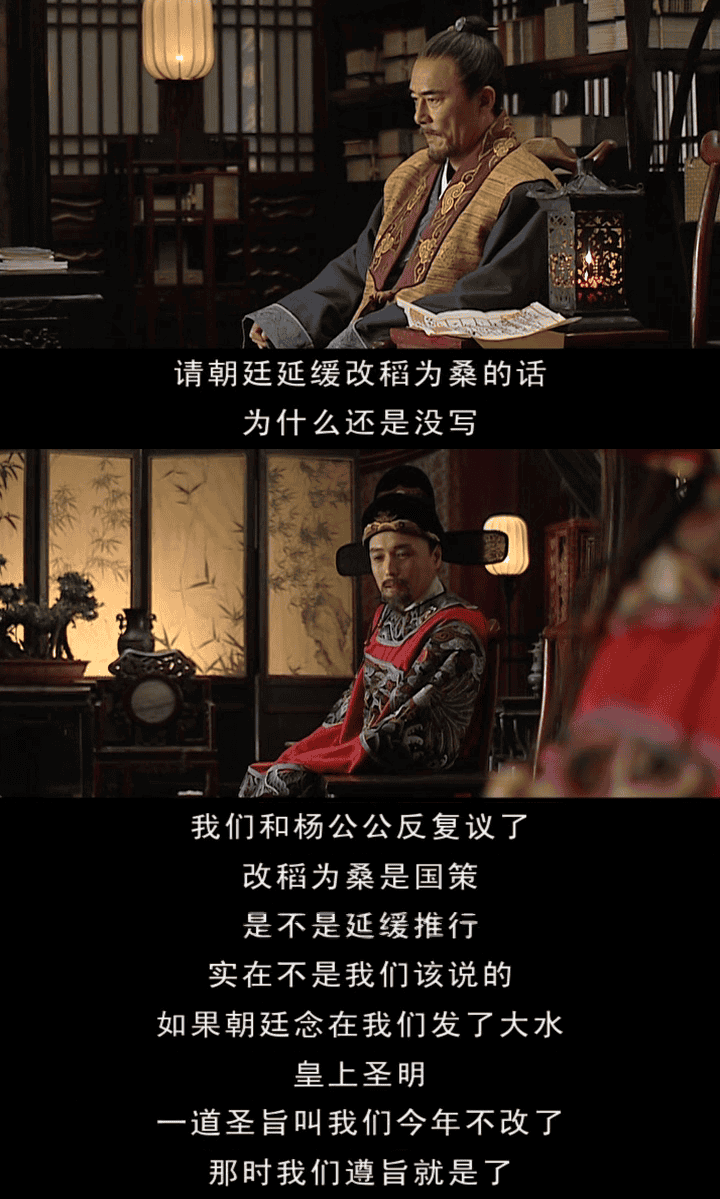 请朝廷延缓改稻为桑的话
为什么还是没写
我们和杨公公反复议了
改稻为桑是国策
是不是延缓推行
实在不是我们该说的
如果朝廷念在我们发了大水
皇上圣明
一道圣旨叫我们今年不改了
那时我们遵旨就是了